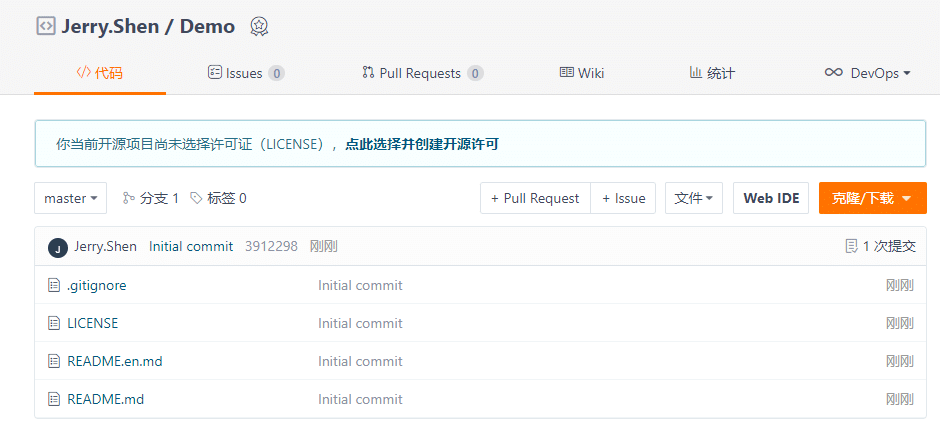 Jerry.Shen / Demo
代码 Issues 0 Pull Requests 0 Wiki 统计 DevOps
你当前开源项目尚未选择许可证（LICENSE），点此选择并创建开源许可
master 分支 1 标签 0 + Pull Request + Issue 文件 Web IDE 克隆/下载
J Jerry.Shen Initial commit 3912298 刚刚 1 次提交
.gitignore Initial commit 刚刚
LICENSE Initial commit 刚刚
README.en.md Initial commit 刚刚
README.md Initial commit 刚刚